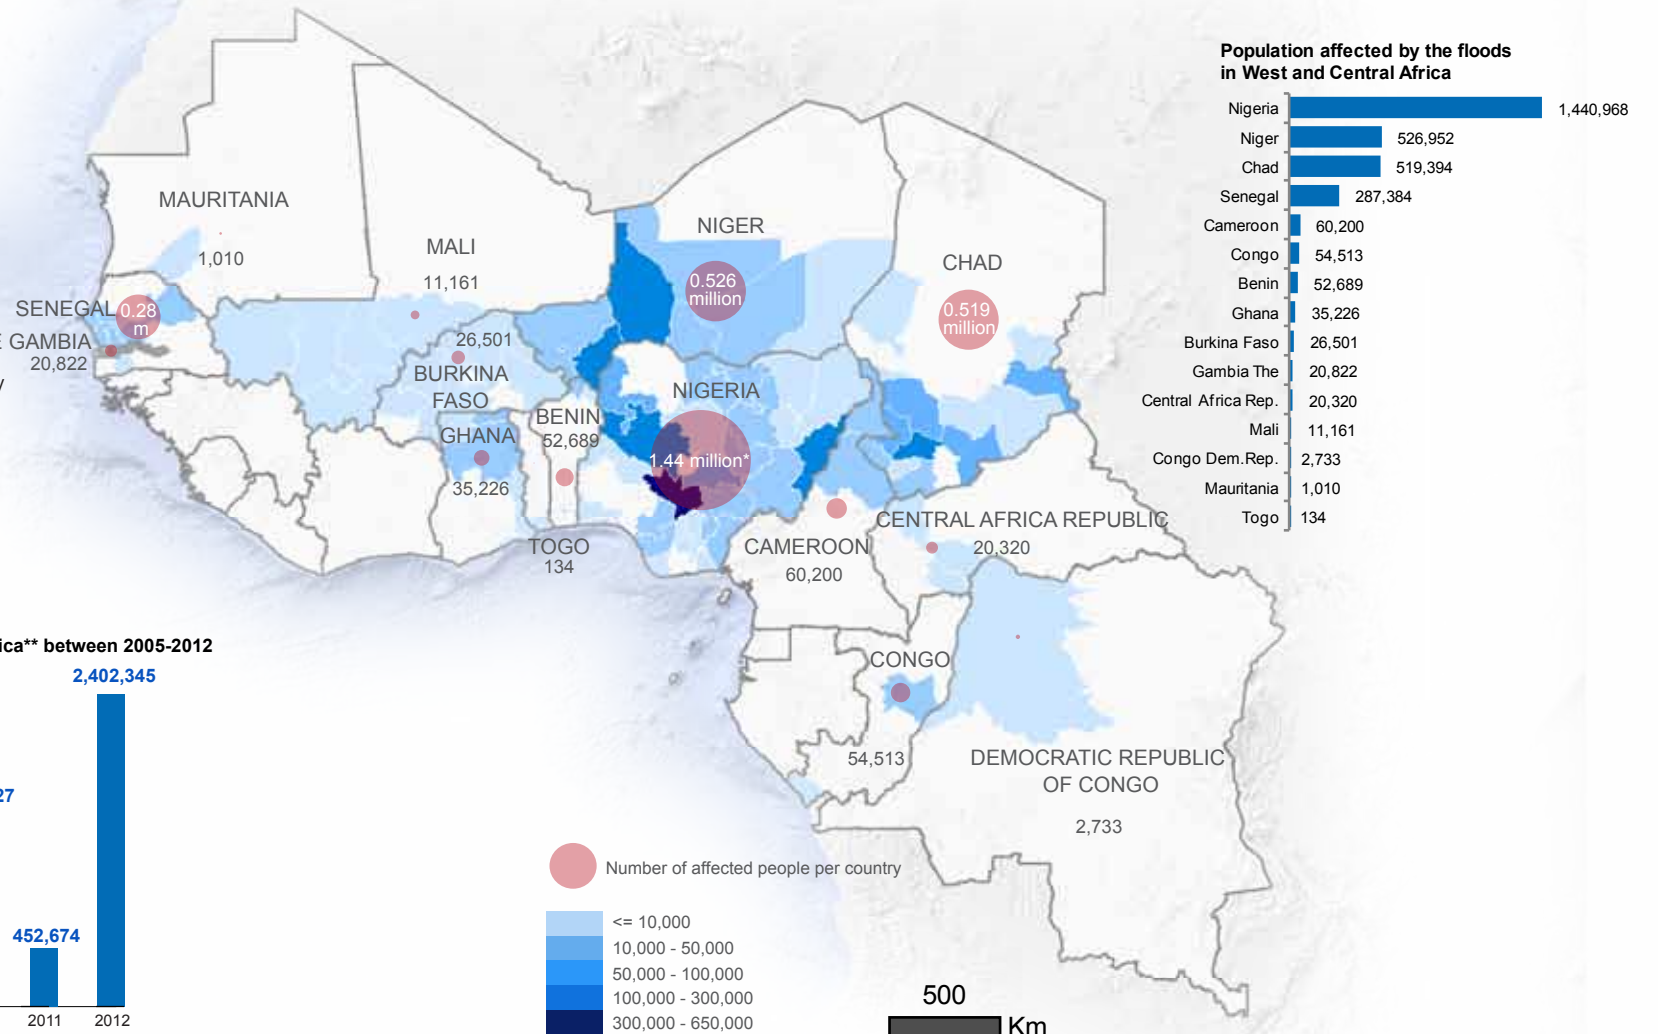 Population affected by the floods
in West and Central Africa
Nigeria 1,440,968
Niger 526,952
Chad 519,394
Senegal 287,384
Cameroon 60,200
Congo 54,513
Benin 52,689
Ghana 35,226
Burkina Faso 26,501
Gambia The 20,822
Central Africa Rep. 20,320
Mali 11,161
Congo Dem.Rep. 2,733
Mauritania 1,010
Togo 134
MAURITANIA
1,010
MALI
11,161
NIGER
0.526
million
CHAD
0.519
million
SENEGAL
0.28
m
E GAMBIA
20,822
y
26,501
BURKINA
FASO
NIGERIA
1.44 million*
BENIN
52,689
GHANA
35,226
TOGO
134
CAMEROON
60,200
CENTRAL AFRICA REPUBLIC
20,320
CONGO
54,513
DEMOCRATIC REPUBLIC
OF CONGO
2,733
ica** between 2005-2012
2,402,345
27
452,674
2011 2012
Number of affected people per country
<= 10,000
10,000 - 50,000
50,000 - 100,000
100,000 - 300,000
300,000 - 650,000
500
Km